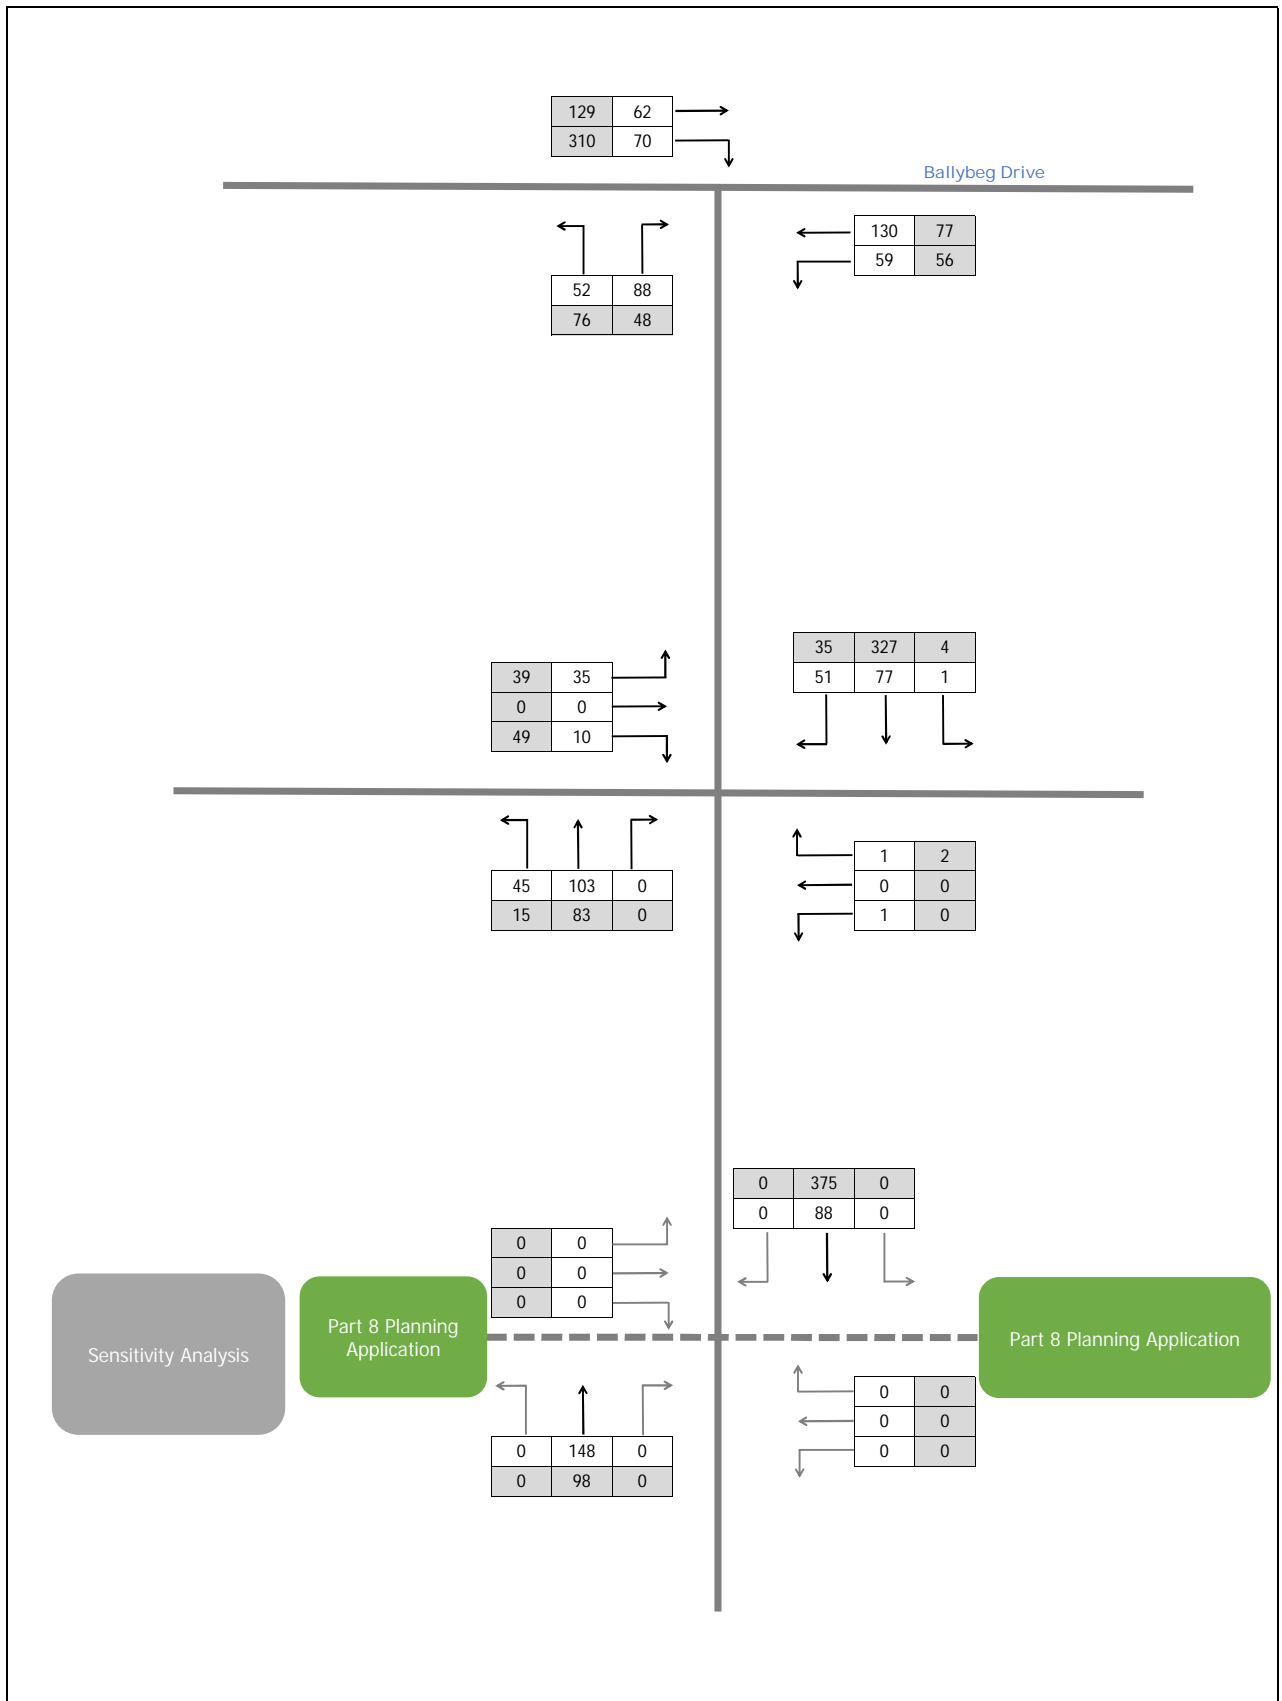 129 62
310 70
Ballybeg Drive
130 77
59 56
52 88
76 48
35 327 4
51 77 1
39 35
0 0
49 10
1 2
0 0
1 0
45 103 0
15 83 0
0 375 0
0 88 0
0 0
0 0
0 0
Sensitivity Analysis
Part 8 Planning
Application
Part 8 Planning Application
0 0
0 0
0 0
0 148 0
0 98 0